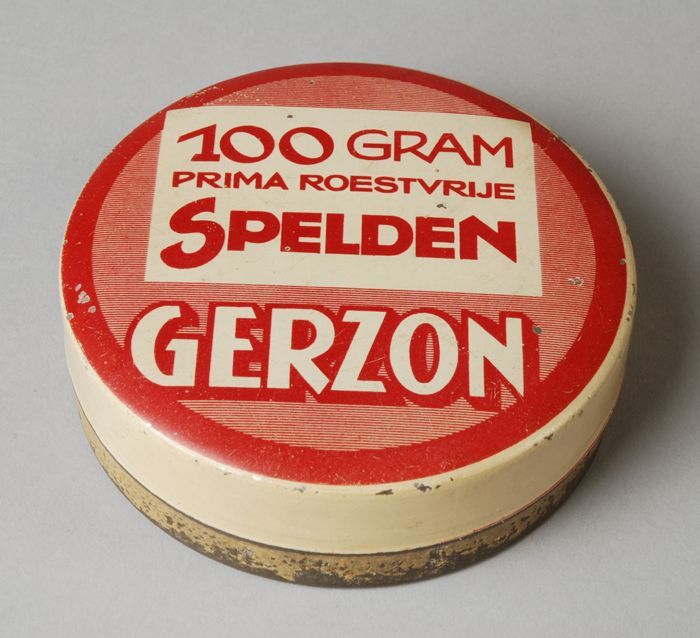 100 GRAM
PRIMA ROESTVRIJE
SPELDEN
GERZON